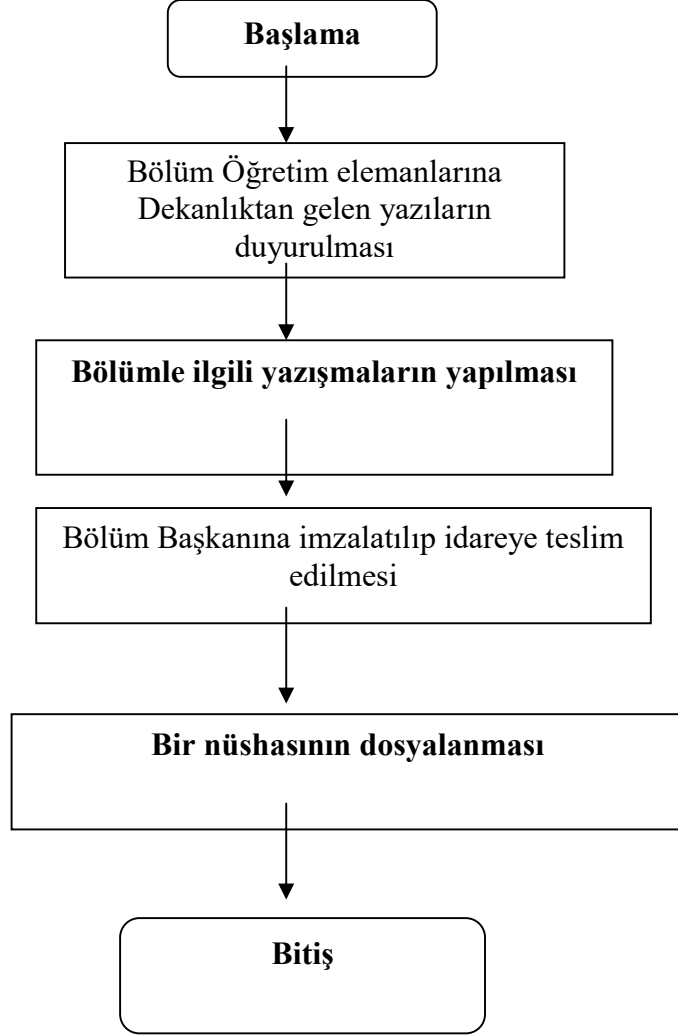 Başlama
Bölüm Öğretim elemanlarına
Dekanlıktan gelen yazıların
duyurulması
Bölümle ilgili yazışmaların yapılması
Bölüm Başkanına imzalatılıp idareye teslim
edilmesi
Bir nüshasının dosyalanması
Bitiş